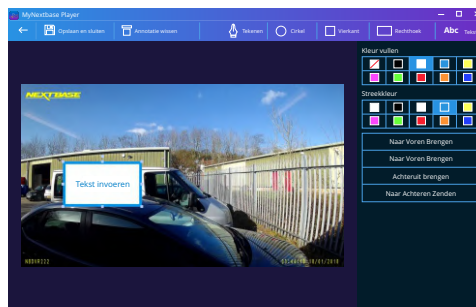 MyNextbase Player
Opslaan en sluiten
Annotatie wissen
Tekenen
Cirkel
Vierkant
Rechthoek
Abc
Kleur vullen
NEXTBASE
Streekkleur
Naar Voren Brengen
Naar Voren Brengen
Tekst invoeren
Achteruit brengen
Naar Achteren Zenden